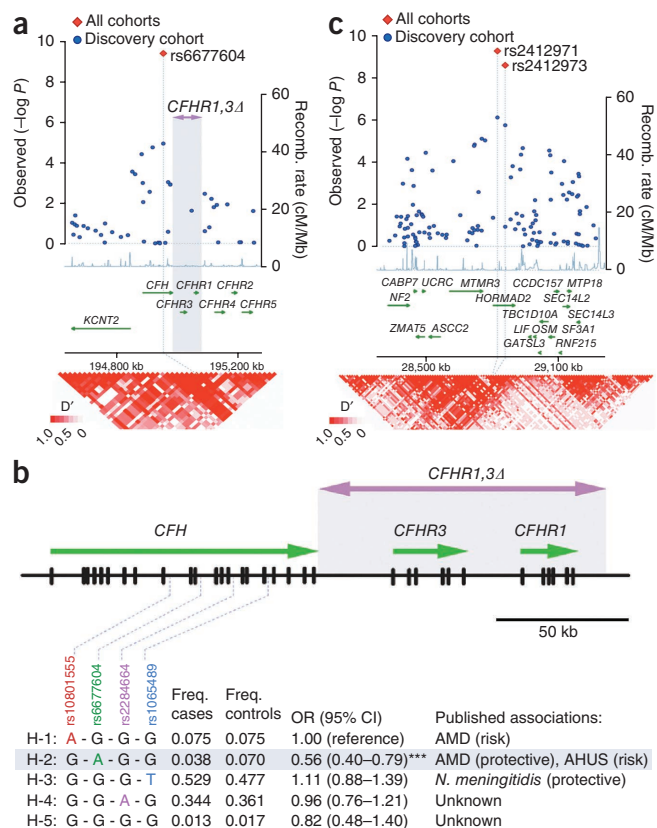 a
All cohorts
Discovery cohort
rs6677604
10
8
6
4
2
0
Observed (–log P)
CFHR1,3Δ
60
40
20
0
Recomb. rate (cM/Mb)
CFH CFHR1 CFHR2
CFHR3 CFHR4 CFHR5
KCNT2
194,800 kb 195,200 kb
D′
1.0
0.5
0
c
All cohorts
Discovery cohort
rs2412971
rs2412973
10
8
6
4
2
0
Observed (–log P)
60
40
20
0
Recomb. rate (cM/Mb)
CABP7 UCRC MTMR3 CCDC157 MTP18
NF2 HORMAD2 SEC14L2
TBC1D10A SEC14L3
ZMAT5 ASCC2 LIF OSM SF3A1
GATSL3 RNF215
28,500 kb 29,100 kb
D′
1.0
0.5
0
b
CFHR1,3Δ
CFH CFHR3 CFHR1
50 kb
rs10801555
rs6677604
rs2284664
rs1065489
Freq. cases Freq. controls OR (95% CI) Published associations:
H-1: A - G - G - G 0.075 0.075 1.00 (reference) AMD (risk)
H-2: G - A - G - G 0.038 0.070 0.56 (0.40–0.79)*** AMD (protective), AHUS (risk)
H-3: G - G - G - T 0.529 0.477 1.11 (0.88–1.39) N. meningitidis (protective)
H-4: G - G - A - G 0.344 0.361 0.96 (0.76–1.21) Unknown
H-5: G - G - G - G 0.013 0.017 0.82 (0.48–1.40) Unknown